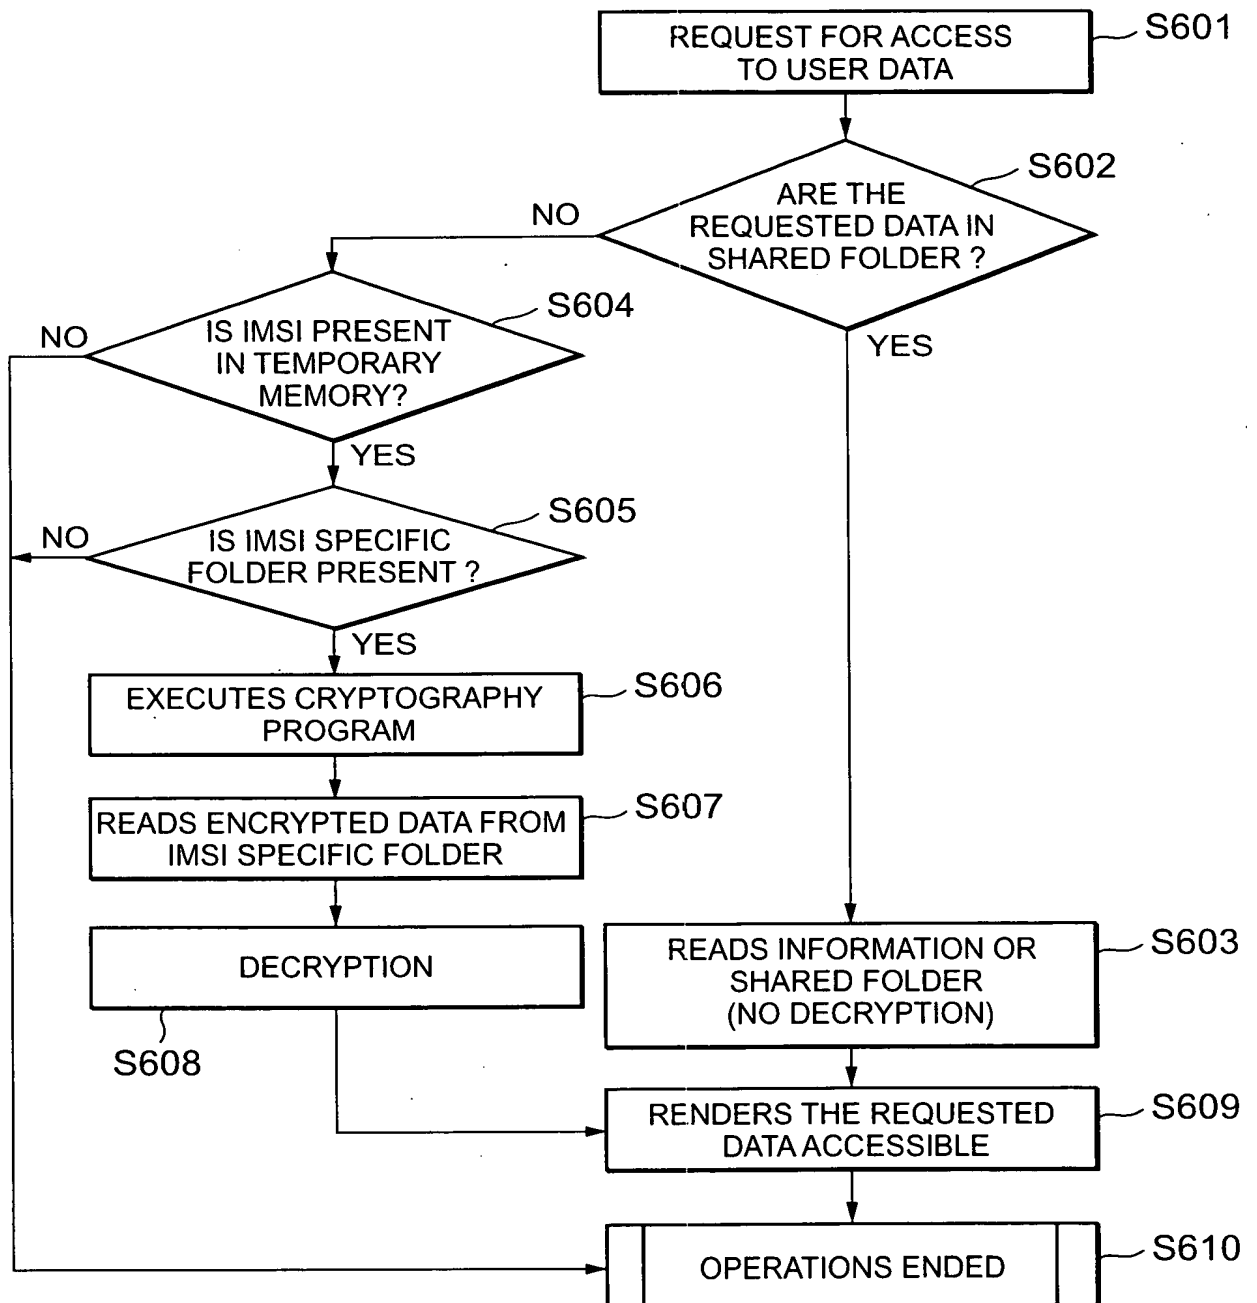 REQUEST FOR ACCESS
TO USER DATA
S601
ARE THE
REQUESTED DATA IN
SHARED FOLDER ?
S602
NO
YES
IS IMSI PRESENT
IN TEMPORARY
MEMORY?
S604
NO
YES
IS IMSI SPECIFIC
FOLDER PRESENT ?
S605
NO
YES
EXECUTES CRYPTOGRAPHY
PROGRAM
S606
READS ENCRYPTED DATA FROM
IMSI SPECIFIC FOLDER
S607
DECRYPTION
S608
READS INFORMATION OR
SHARED FOLDER
(NO DECRYPTION)
S603
RENDERS THE REQUESTED
DATA ACCESSIBLE
S609
OPERATIONS ENDED
S610